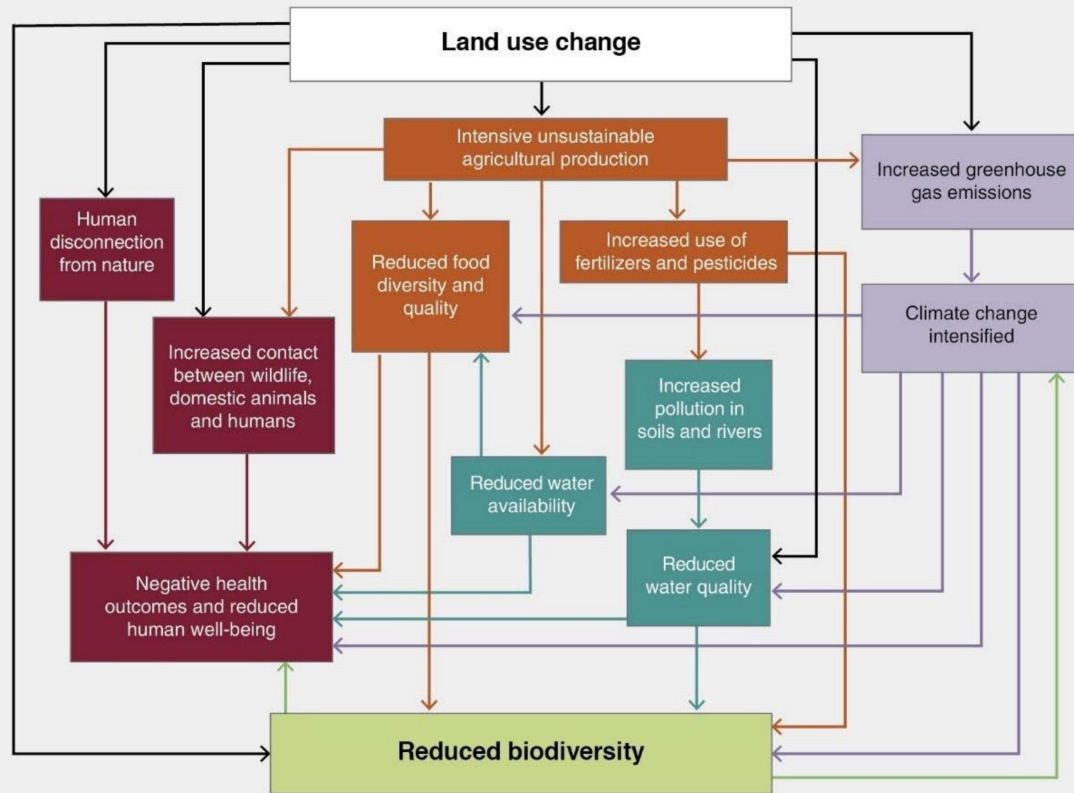 Land use change
Intensive unsustainable
agricultural production
Increased greenhouse
gas emissions
Human
disconnection
from nature
Reduced food
diversity and
quality
Increased use of
fertilizers and pesticides
Climate change
intensified
Increased contact
between wildlife,
domestic animals
and humans
Increased
pollution in
soils and rivers
Reduced water
availability
Reduced
water quality
Negative health
outcomes and reduced
human well-being
Reduced biodiversity